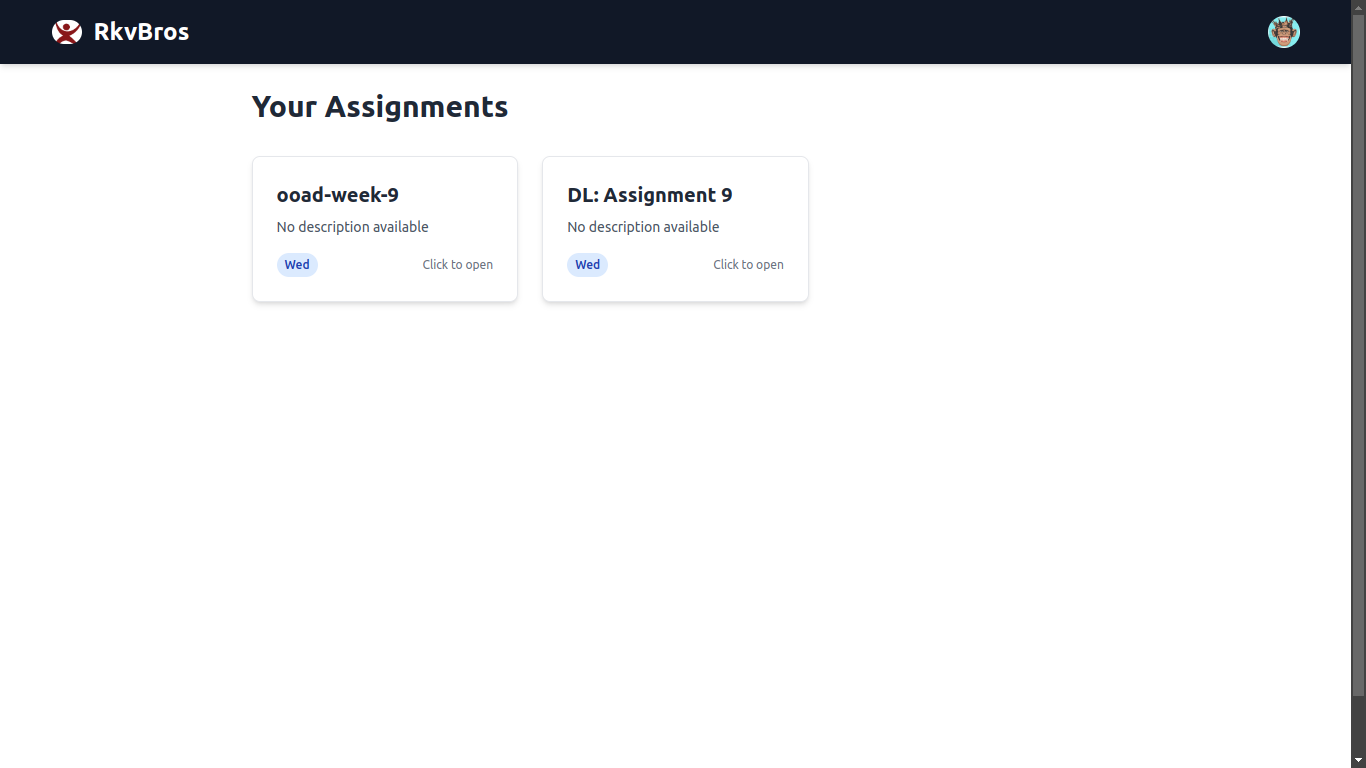 RkvBros
Your Assignments
ooad-week-9
No description available
Wed
Click to open
DL: Assignment 9
No description available
Wed
Click to open